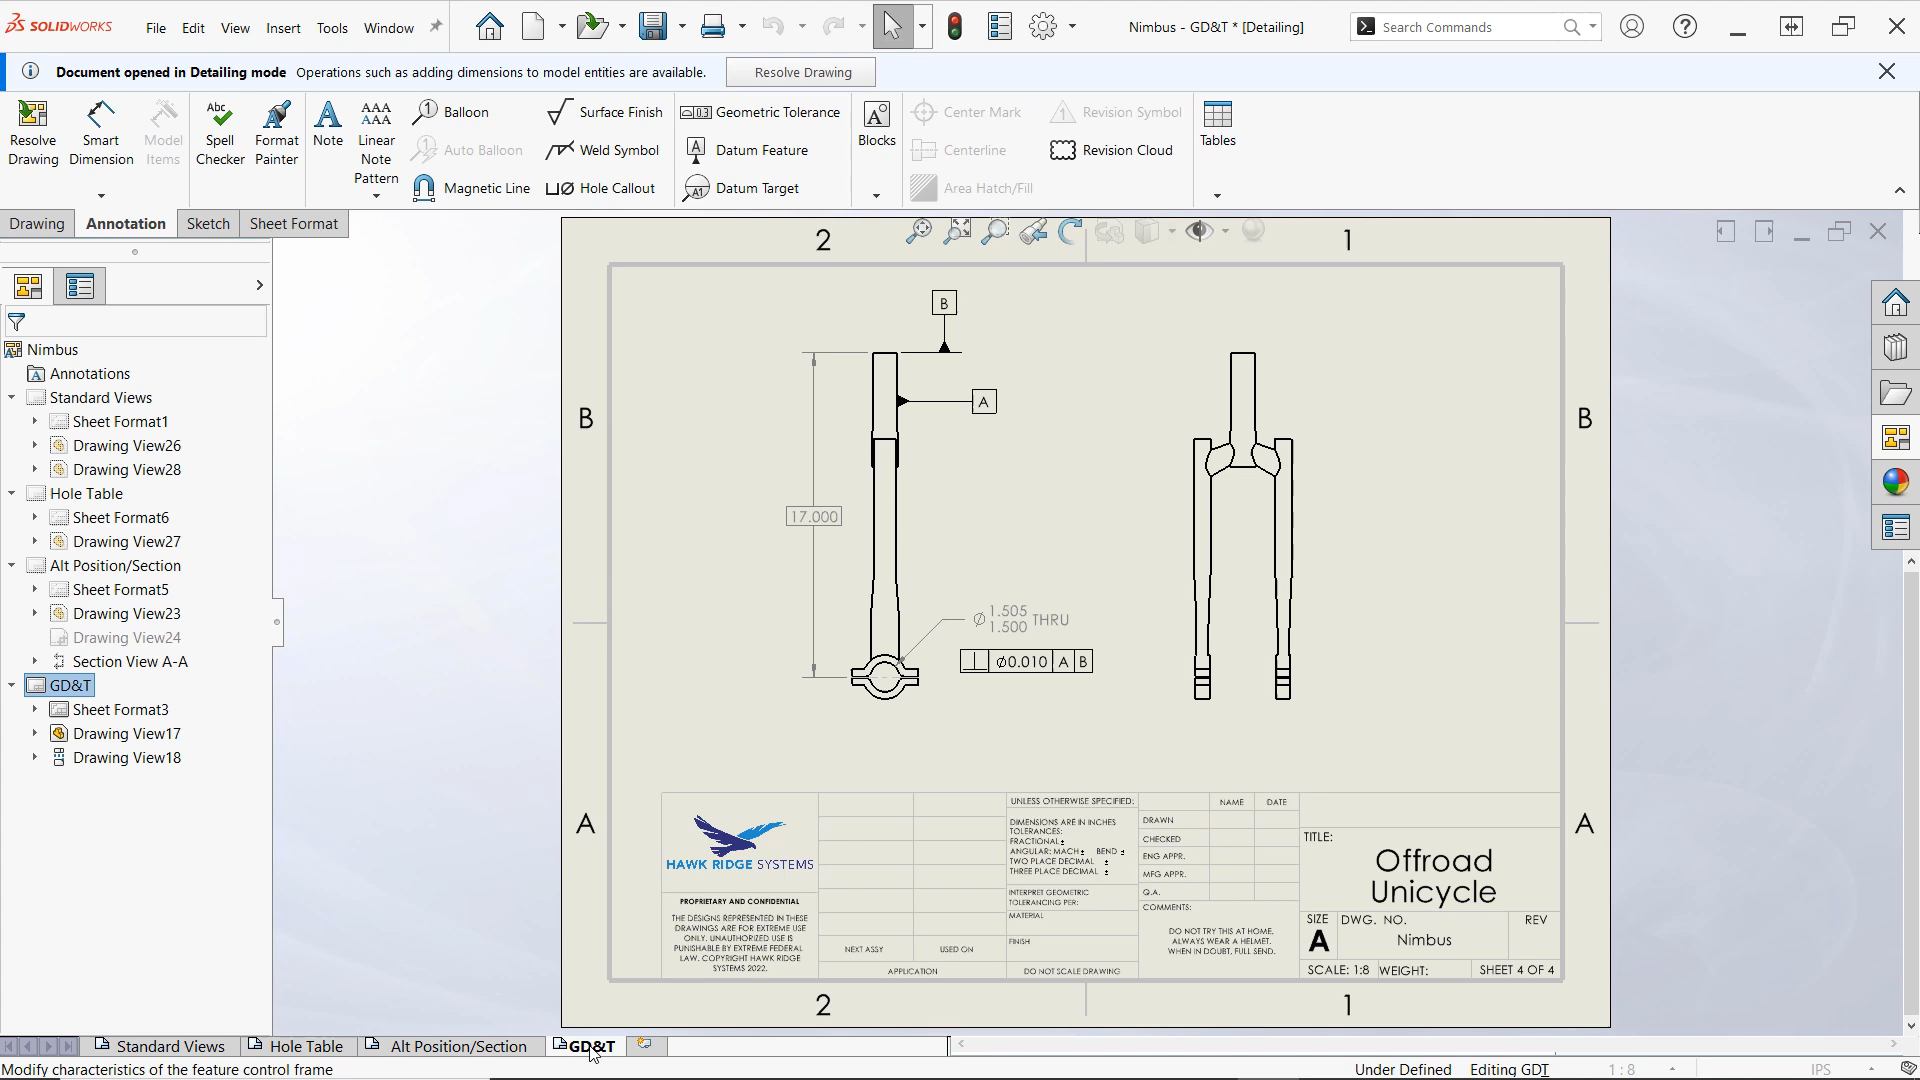 SOLIDWORKS
File Edit View Insert Tools Window
Nimbus - GD&T * [Detailing]
Search Commands
Document opened in Detailing mode Operations such as adding dimensions to model entities are available. Resolve Drawing
Resolve Drawing
Smart Dimension
Model Items
Abc
Spell Checker
Format Painter
Note
AAA
AAA
Linear Note Pattern
Balloon
Auto Balloon
Magnetic Line
Surface Finish
Weld Symbol
Hole Callout
Geometric Tolerance
Datum Feature
Datum Target
Blocks
Center Mark
Centerline
Area Hatch/Fill
Revision Symbol
Revision Cloud
Tables
Drawing Annotation Sketch Sheet Format
Nimbus
Annotations
Standard Views
Sheet Format1
Drawing View26
Drawing View28
Hole Table
Sheet Format6
Drawing View27
Alt Position/Section
Sheet Format5
Drawing View23
Drawing View24
Section View A-A
GD&T
Sheet Format3
Drawing View17
Drawing View18
2 1
B
A
B B
17.000
⌀ 1.505
1.500 THRU
⊥ ⌀0.010 A B
A A
HAWK RIDGE SYSTEMS
PROPRIETARY AND CONFIDENTIAL
THE DESIGNS REPRESENTED IN THESE
DRAWINGS ARE FOR EXTREME USE
ONLY. UNAUTHORIZED USE IS
PUNISHABLE BY EXTREME FEDERAL
LAW. COPYRIGHT HAWK RIDGE
SYSTEMS 2022.
NEXT ASSY USED ON
APPLICATION
UNLESS OTHERWISE SPECIFIED:
DIMENSIONS ARE IN INCHES
TOLERANCES:
FRACTIONAL±
ANGULAR: MACH± BEND ±
TWO PLACE DECIMAL ±
THREE PLACE DECIMAL ±
INTERPRET GEOMETRIC
TOLERANCING PER:
MATERIAL
FINISH
DO NOT SCALE DRAWING
NAME DATE
DRAWN
CHECKED
ENG APPR.
MFG APPR.
Q.A.
COMMENTS:
DO NOT TRY THIS AT HOME.
ALWAYS WEAR A HELMET.
WHEN IN DOUBT, FULL SEND.
TITLE:
Offroad
Unicycle
SIZE DWG. NO. REV
A Nimbus
SCALE: 1:8 WEIGHT: SHEET 4 OF 4
2 1
Standard Views Hole Table Alt Position/Section GD&T
Modify characteristics of the feature control frame Under Defined Editing GDT 1 : 8 IPS